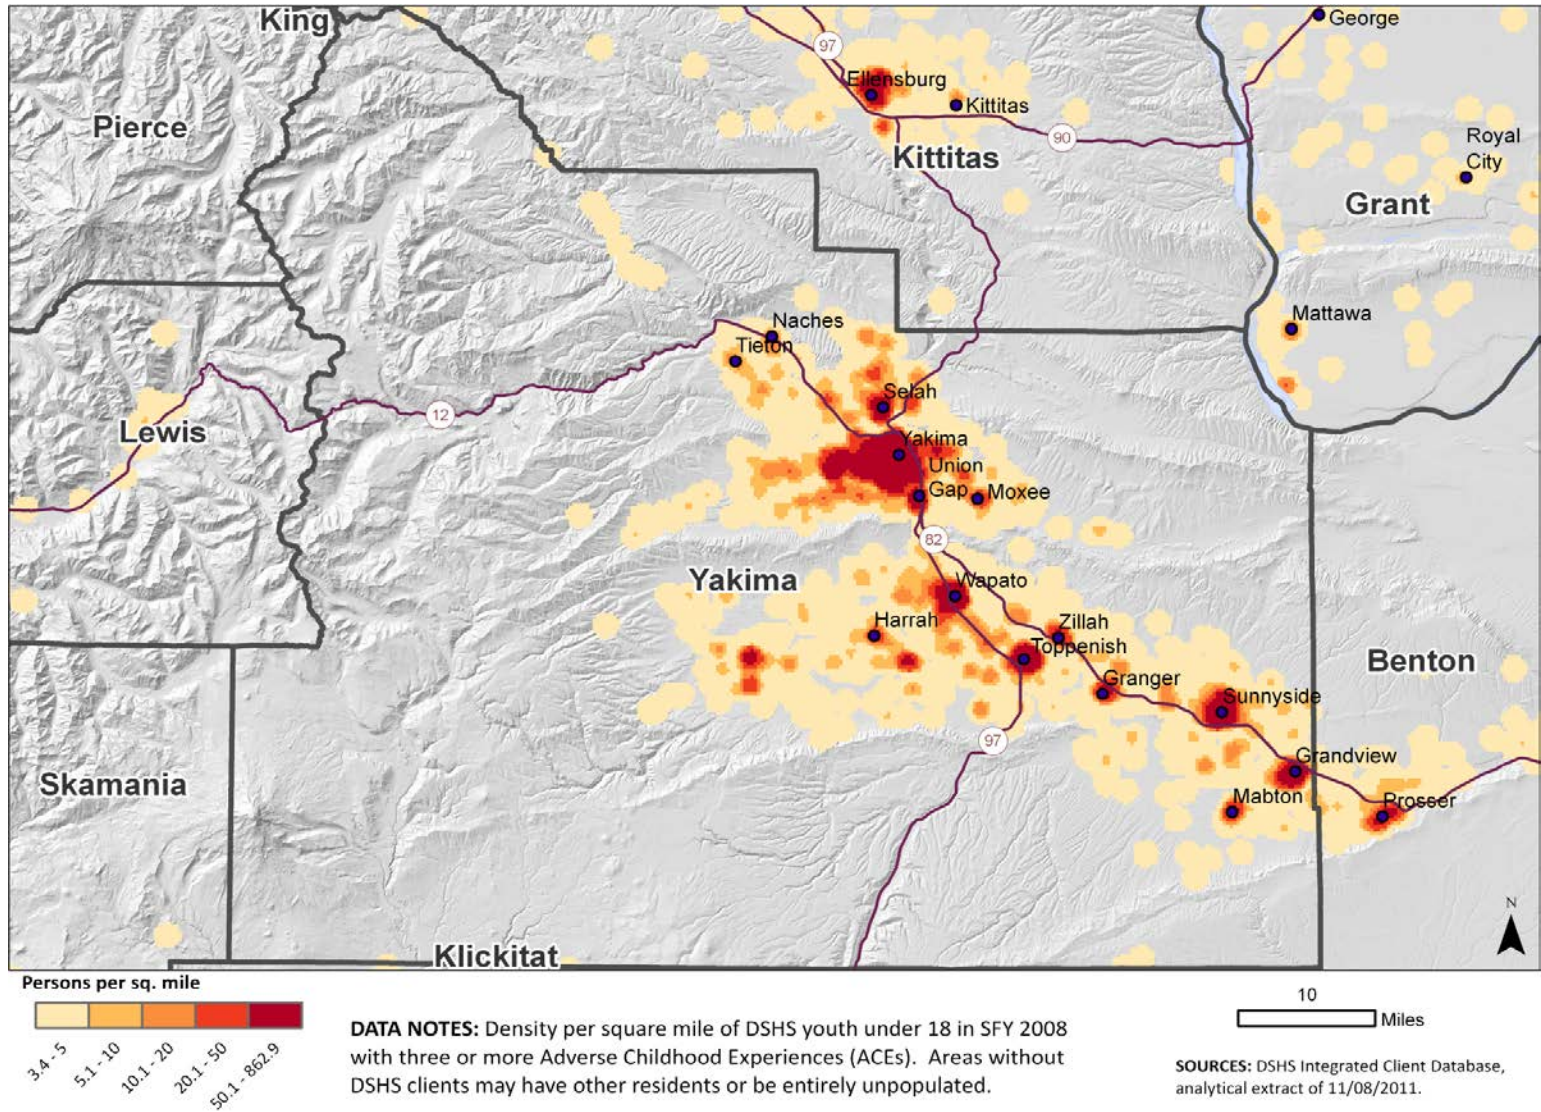 King
George
97
Ellensburg
Kittitas
Pierce
90
Royal
City
Kittitas
Grant
Naches
Mattawa
Tieton
Selah
12
Lewis
Yakima
Union
Gap
Moxee
82
Yakima
Wapato
Harrah
Zillah
Toppenish
Benton
Granger
Sunnyside
97
Grandview
Skamania
Mabton
Prosser
N
Klickitat
Persons per sq. mile
3.4 - 5
5.1 - 10
10.1 - 20
20.1 - 50
50.1 - 862.9
DATA NOTES: Density per square mile of DSHS youth under 18 in SFY 2008
with three or more Adverse Childhood Experiences (ACEs). Areas without
DSHS clients may have other residents or be entirely unpopulated.
10
Miles
SOURCES: DSHS Integrated Client Database,
analytical extract of 11/08/2011.